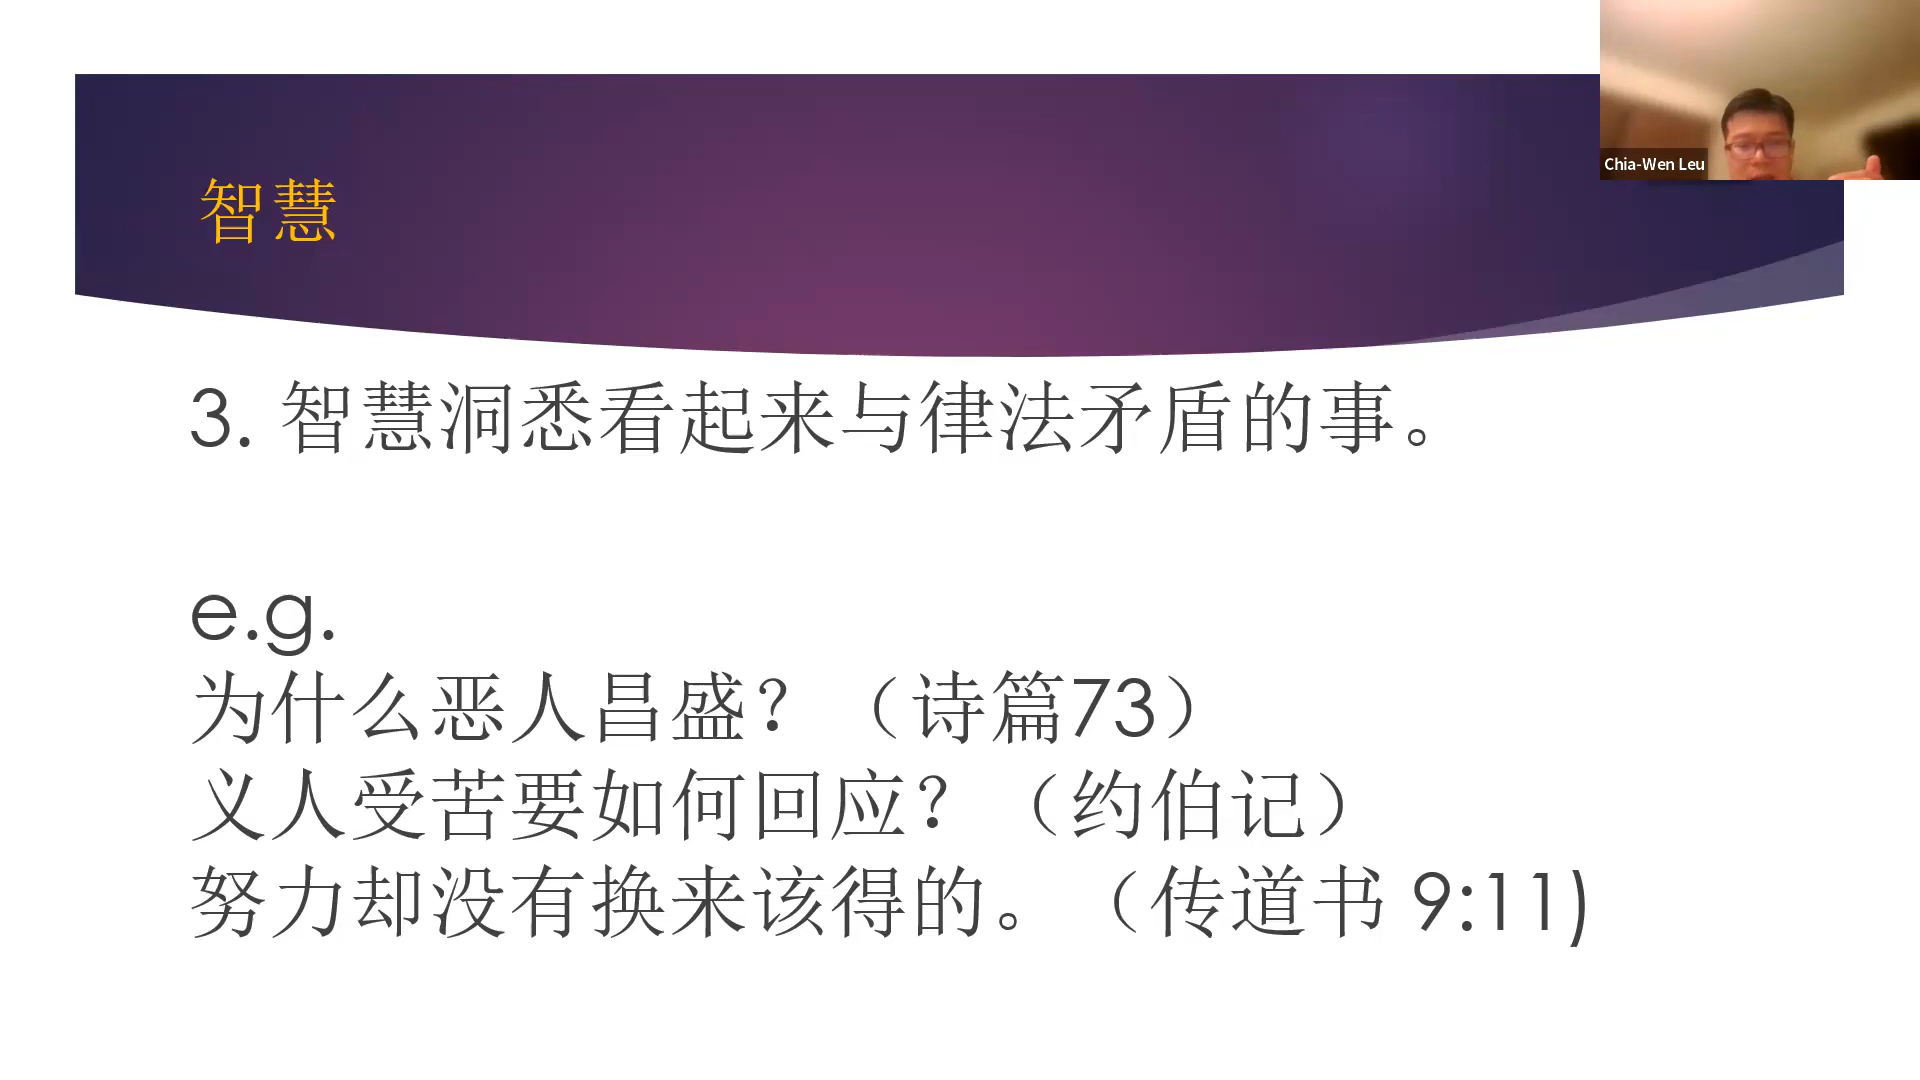 Chia-Wen Leu
智慧
3. 智慧洞悉看起来与律法矛盾的事。
e.g.
为什么恶人昌盛？（诗篇73）
义人受苦要如何回应？（约伯记）
努力却没有换来该得的。（传道书 9:11)